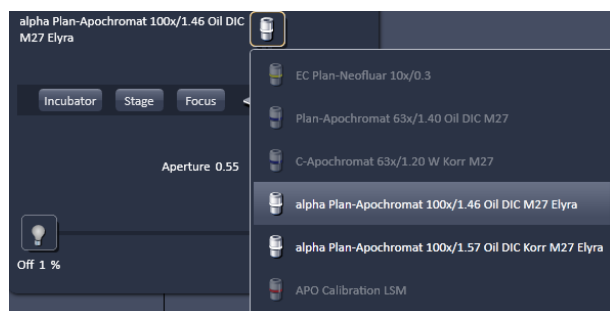 alpha Plan-Apochromat 100x/1.46 Oil DIC
M27 Elyra
EC Plan-Neofluar 10x/0.3
Incubator Stage Focus
Plan-Apochromat 63x/1.40 Oil DIC M27
Aperture 0.55
C-Apochromat 63x/1.20 W Korr M27
alpha Plan-Apochromat 100x/1.46 Oil DIC M27 Elyra
alpha Plan-Apochromat 100x/1.57 Oil DIC Korr M27 Elyra
Off 1 %
APO Calibration LSM